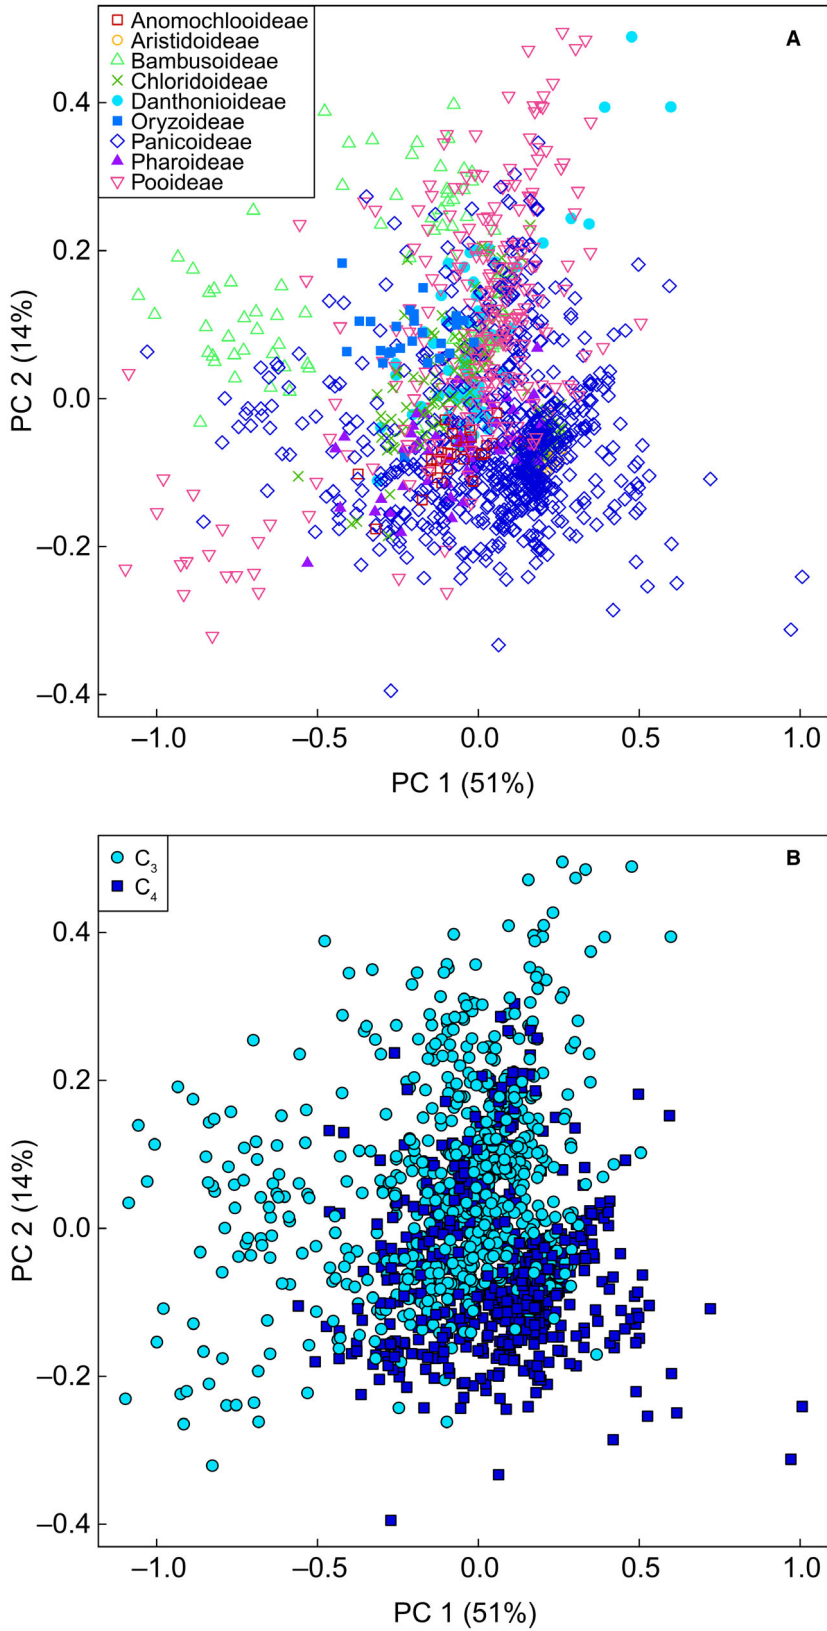 A
Anomochlooideae
Aristidoideae
Bambusoideae
Chloridoideae
Danthonioideae
Oryzoideae
Panicoideae
Pharoideae
Pooideae
0.4
0.2
0.0
–0.2
–0.4
PC 2 (14%)
–1.0 –0.5 0.0 0.5 1.0
PC 1 (51%)
B
C₃
C₄
0.4
0.2
0.0
–0.2
–0.4
PC 2 (14%)
–1.0 –0.5 0.0 0.5 1.0
PC 1 (51%)